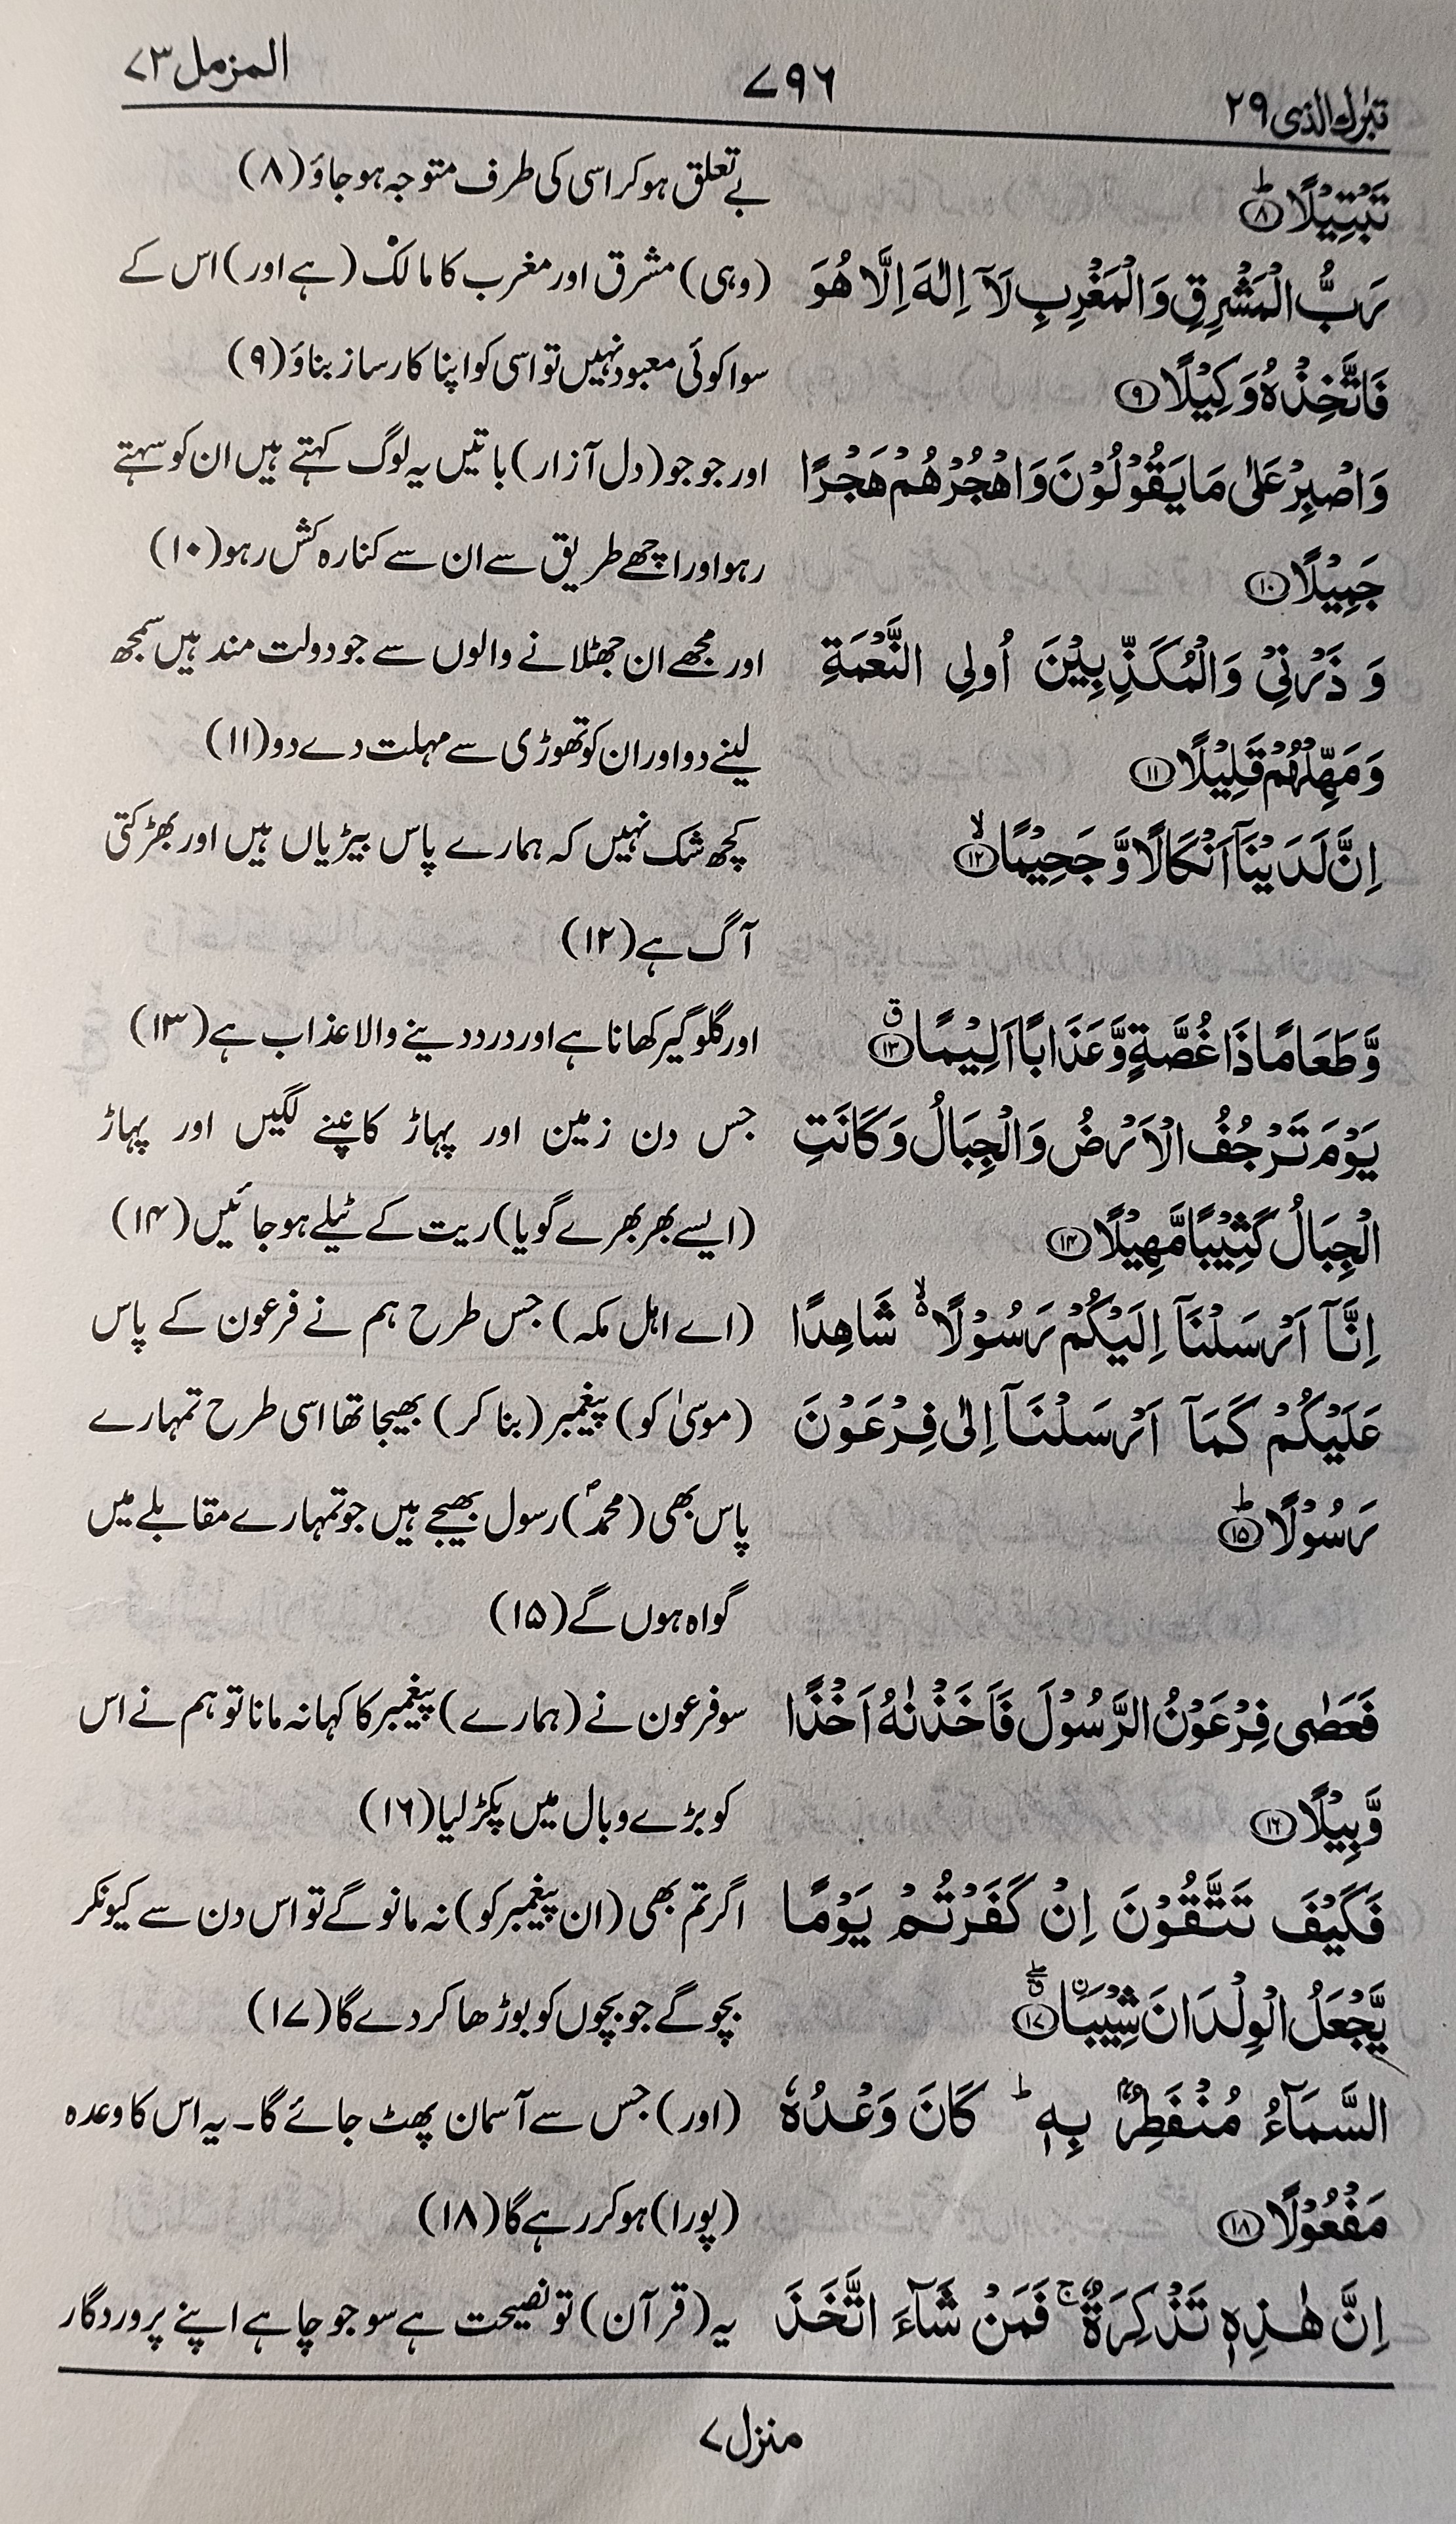 تبٰرك الذی ۲۹ ۷۹۶ المزمل ۷۳
تَبْتِيْلًا ؕ۸ بے تعلق ہو کر اسی کی طرف متوجہ ہو جاؤ (۸)
رَبُّ الْمَشْرِقِ وَالْمَغْرِبِ لَآ اِلٰهَ اِلَّا هُوَ (وہی) مشرق اور مغرب کا مالک (ہے اور) اس کے
فَاتَّخِذْهُ وَكِيْلًا ۹ سوا کوئی معبود نہیں تو اسی کو اپنا کارساز بناؤ (۹)
وَاصْبِرْ عَلٰى مَا يَقُوْلُوْنَ وَاهْجُرْهُمْ هَجْرًا اور جو جو (دل آزار) باتیں یہ لوگ کہتے ہیں ان کو سہتے
جَمِيْلًا ۱۰ رہو اور اچھے طریق سے ان سے کنارہ کش رہو (۱۰)
وَ ذَرْنِيْ وَالْمُكَذِّبِيْنَ اُولِي النَّعْمَةِ اور مجھے ان جھٹلانے والوں سے جو دولت مند ہیں سمجھ
وَمَهِّلْهُمْ قَلِيْلًا ۱۱ لینے دو اور ان کو تھوڑی سے مہلت دے دو (۱۱)
اِنَّ لَدَيْنَآ اَنْكَالًا وَّ جَحِيْمًا ۙ۱۲ کچھ شک نہیں کہ ہمارے پاس بیڑیاں ہیں اور بھڑکتی
آگ ہے (۱۲)
وَّ طَعَامًا ذَا غُصَّةٍ وَّ عَذَابًا اَلِيْمًا ۗ۱۳ اور گلوگیر کھانا ہے اور درد دینے والا عذاب ہے (۱۳)
يَوْمَ تَرْجُفُ الْاَرْضُ وَالْجِبَالُ وَكَانَتِ جس دن زمین اور پہاڑ کانپنے لگیں اور پہاڑ
الْجِبَالُ كَثِيْبًا مَّهِيْلًا ۱۴ (ایسے بھر بھرے گویا) ریت کے ٹیلے ہو جائیں (۱۴)
اِنَّآ اَرْسَلْنَآ اِلَيْكُمْ رَسُوْلًا ۙ۬ شَاهِدًا (اے اہل مکہ) جس طرح ہم نے فرعون کے پاس
عَلَيْكُمْ كَمَآ اَرْسَلْنَآ اِلٰى فِرْعَوْنَ (موسیٰ کو) پیغمبر (بنا کر) بھیجا تھا اسی طرح تمہارے
رَسُوْلًا ؕ۱۵ پاس بھی (محمدؐ) رسول بھیجے ہیں جو تمہارے مقابلے میں
گواہ ہوں گے (۱۵)
فَعَصٰى فِرْعَوْنُ الرَّسُوْلَ فَاَخَذْنٰهُ اَخْذًا سو فرعون نے (ہمارے) پیغمبر کا کہا نہ مانا تو ہم نے اس
وَّبِيْلًا ۱۶ کو بڑے وبال میں پکڑ لیا (۱۶)
فَكَيْفَ تَتَّقُوْنَ اِنْ كَفَرْتُمْ يَوْمًا اگر تم بھی (ان پیغمبر کو) نہ مانو گے تو اس دن سے کیونکر
يَّجْعَلُ الْوِلْدَانَ شِيْبَا ۱۷ بچو گے جو بچوں کو بوڑھا کر دے گا (۱۷)
السَّمَآءُ مُنْفَطِرٌۢ بِهٖ ؕ كَانَ وَعْدُهٗ (اور) جس سے آسمان پھٹ جائے گا۔ یہ اس کا وعدہ
مَفْعُوْلًا ۱۸ (پورا) ہو کر رہے گا (۱۸)
اِنَّ هٰذِهٖ تَذْكِرَةٌ ۚ فَمَنْ شَآءَ اتَّخَذَ یہ (قرآن) تو نصیحت ہے سو جو چاہے اپنے پروردگار
منزل ۷